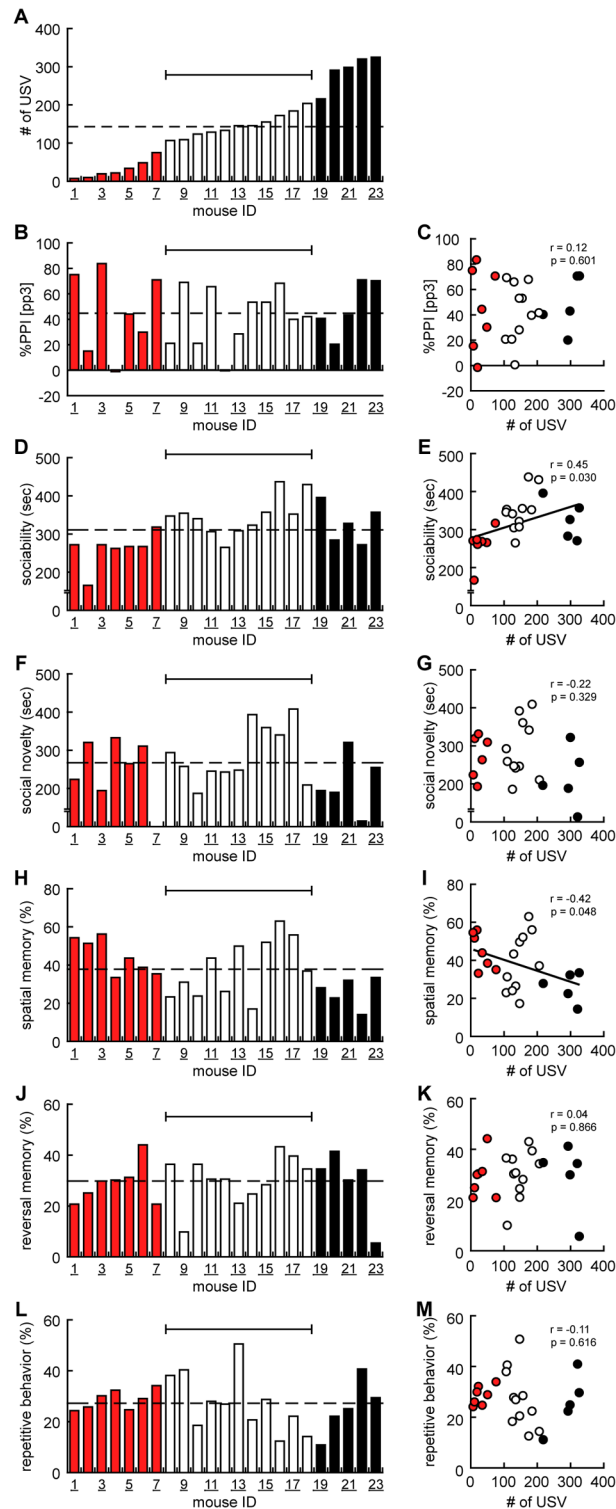 A
# of USV
400
300
200
100
0
1 3 5 7 9 11 13 15 17 19 21 23
mouse ID
B
%PPI [pp3]
100
80
60
40
20
0
-20
1 3 5 7 9 11 13 15 17 19 21 23
mouse ID
C
%PPI [pp3]
100
80
60
40
20
0
-20
r = 0.12
p = 0.601
0 100 200 300 400
# of USV
D
sociability (sec)
500
400
300
200
0
1 3 5 7 9 11 13 15 17 19 21 23
mouse ID
E
sociability (sec)
500
400
300
200
0
r = 0.45
p = 0.030
0 100 200 300 400
# of USV
F
social novelty (sec)
500
400
300
200
0
1 3 5 7 9 11 13 15 17 19 21 23
mouse ID
G
social novelty (sec)
500
400
300
200
0
r = -0.22
p = 0.329
0 100 200 300 400
# of USV
H
spatial memory (%)
80
60
40
20
0
1 3 5 7 9 11 13 15 17 19 21 23
mouse ID
I
spatial memory (%)
80
60
40
20
0
r = -0.42
p = 0.048
0 100 200 300 400
# of USV
J
reversal memory (%)
60
40
20
0
1 3 5 7 9 11 13 15 17 19 21 23
mouse ID
K
reversal memory (%)
60
40
20
0
r = 0.04
p = 0.866
0 100 200 300 400
# of USV
L
repetitive behavior (%)
60
40
20
0
1 3 5 7 9 11 13 15 17 19 21 23
mouse ID
M
repetitive behavior (%)
60
40
20
0
r = -0.11
p = 0.616
0 100 200 300 400
# of USV